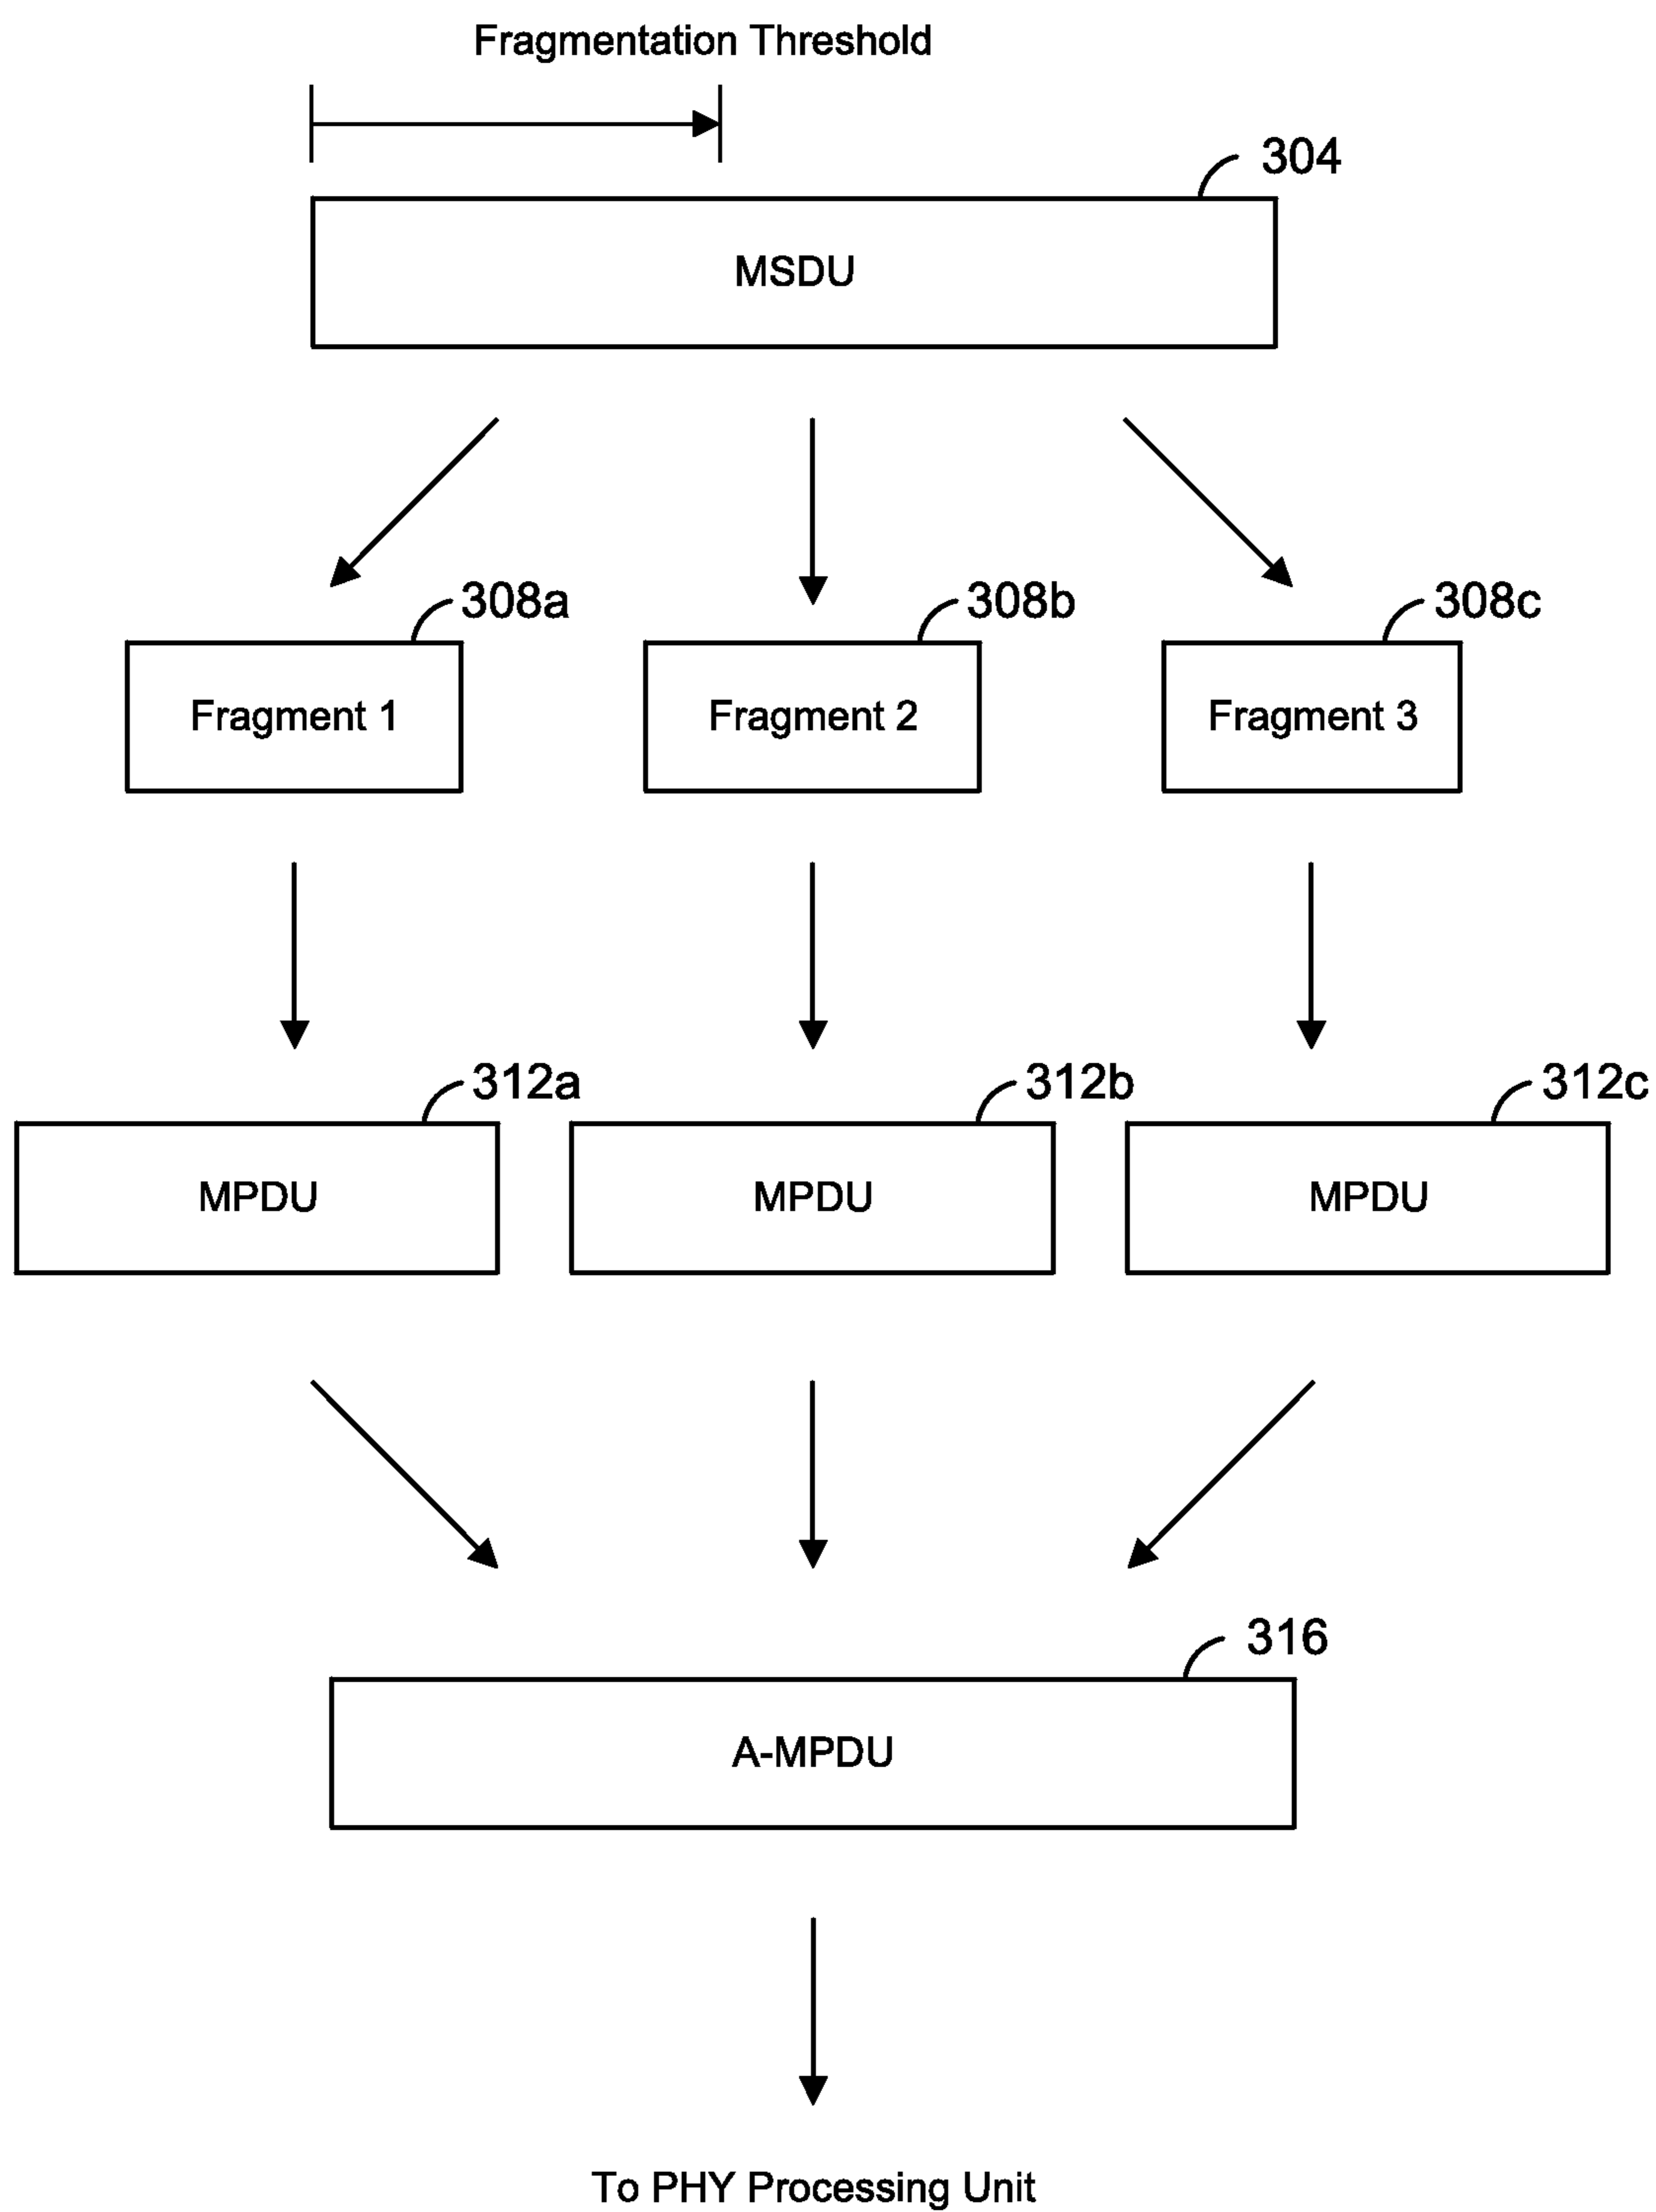 Fragmentation Threshold
304
MSDU
308a
308b
308c
Fragment 1
Fragment 2
Fragment 3
312a
312b
312c
MPDU
MPDU
MPDU
316
A-MPDU
To PHY Processing Unit